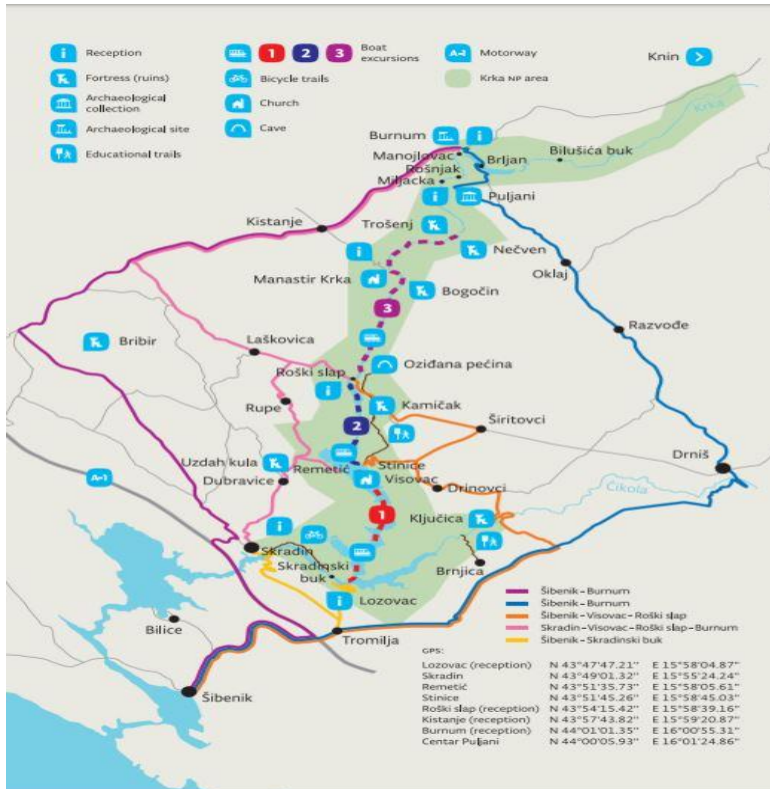 Reception
Fortress (ruins)
Archaeological
collection
Archaeological site
Educational trails
1 2 3 Boat
excursions
Bicycle trails
Church
Cave
A-1 Motorway
Krka NP area
Knin
Krka
Burnum
Manojlovac
Brljan
Bilušića buk
Rošnjak
Miljacka
Puljani
Trošenj
Kistanje
Nečven
Manastir Krka
Oklaj
Bogočin
3
Razvođe
Bribir
Laškovica
Oziđana pećina
Roški slap
Rupe
Kamičak
2
Širitovci
Uzdah kula
Remetić
Stinice
Visovac
Drniš
Dubravice
Drinovci
A-1
Čikola
1
Ključica
Skradin
Skradinski
buk
Brnjica
Lozovac
Bilice
Tromilja
Šibenik
Šibenik – Burnum
Šibenik – Burnum
Šibenik – Visovac – Roški slap
Skradin – Visovac – Roški slap – Burnum
Šibenik – Skradinski buk
GPS:
Lozovac (reception) N 43°47'47.21'' E 15°58'04.87''
Skradin N 43°49'01.32'' E 15°55'24.24''
Remetić N 43°51'35.73'' E 15°58'05.61''
Stinice N 43°51'45.26'' E 15°58'45.03''
Roški slap (reception) N 43°54'15.42'' E 15°58'39.16''
Kistanje (reception) N 43°57'43.82'' E 15°59'20.87''
Burnum (reception) N 44°01'01.35'' E 16°00'55.31''
Centar Puljani N 44°00'05.93'' E 16°01'24.86''